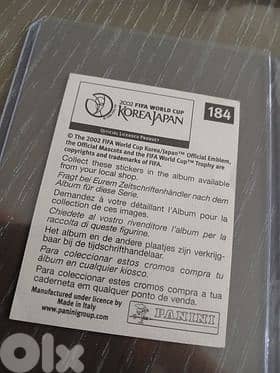 2002 FIFA WORLD CUP
KOREA JAPAN
184
OFFICIAL LICENSED PRODUCT
© The 2002 FIFA World Cup Korea/Japan™ Official Emblem,
the Official Mascots and the FIFA World Cup™ Trophy are
copyrights and trademarks of FIFA.
Collect these stickers in the album available
from your local shop.
Fragt bei Eurem Zeitschriftenhändler nach dem
Album für diese Serie.
Demandez à votre détaillant l'Album pour la
collection de ces images.
Chiedete al vostro rivenditore l'album per la
raccolta di queste figurine.
Het album en de andere plaatjes zijn verkrijg-
baar bij de tijdschrifthandelaar.
Para coleccionar estos cromos compra tu
álbum en cualquier kiosco.
Para coleccionar estos cromos compra a tua
caderneta em qualquer ponto de venda.
Manufactured under licence by
Made in Italy
www.paninigroup.com
PANINI
Olx